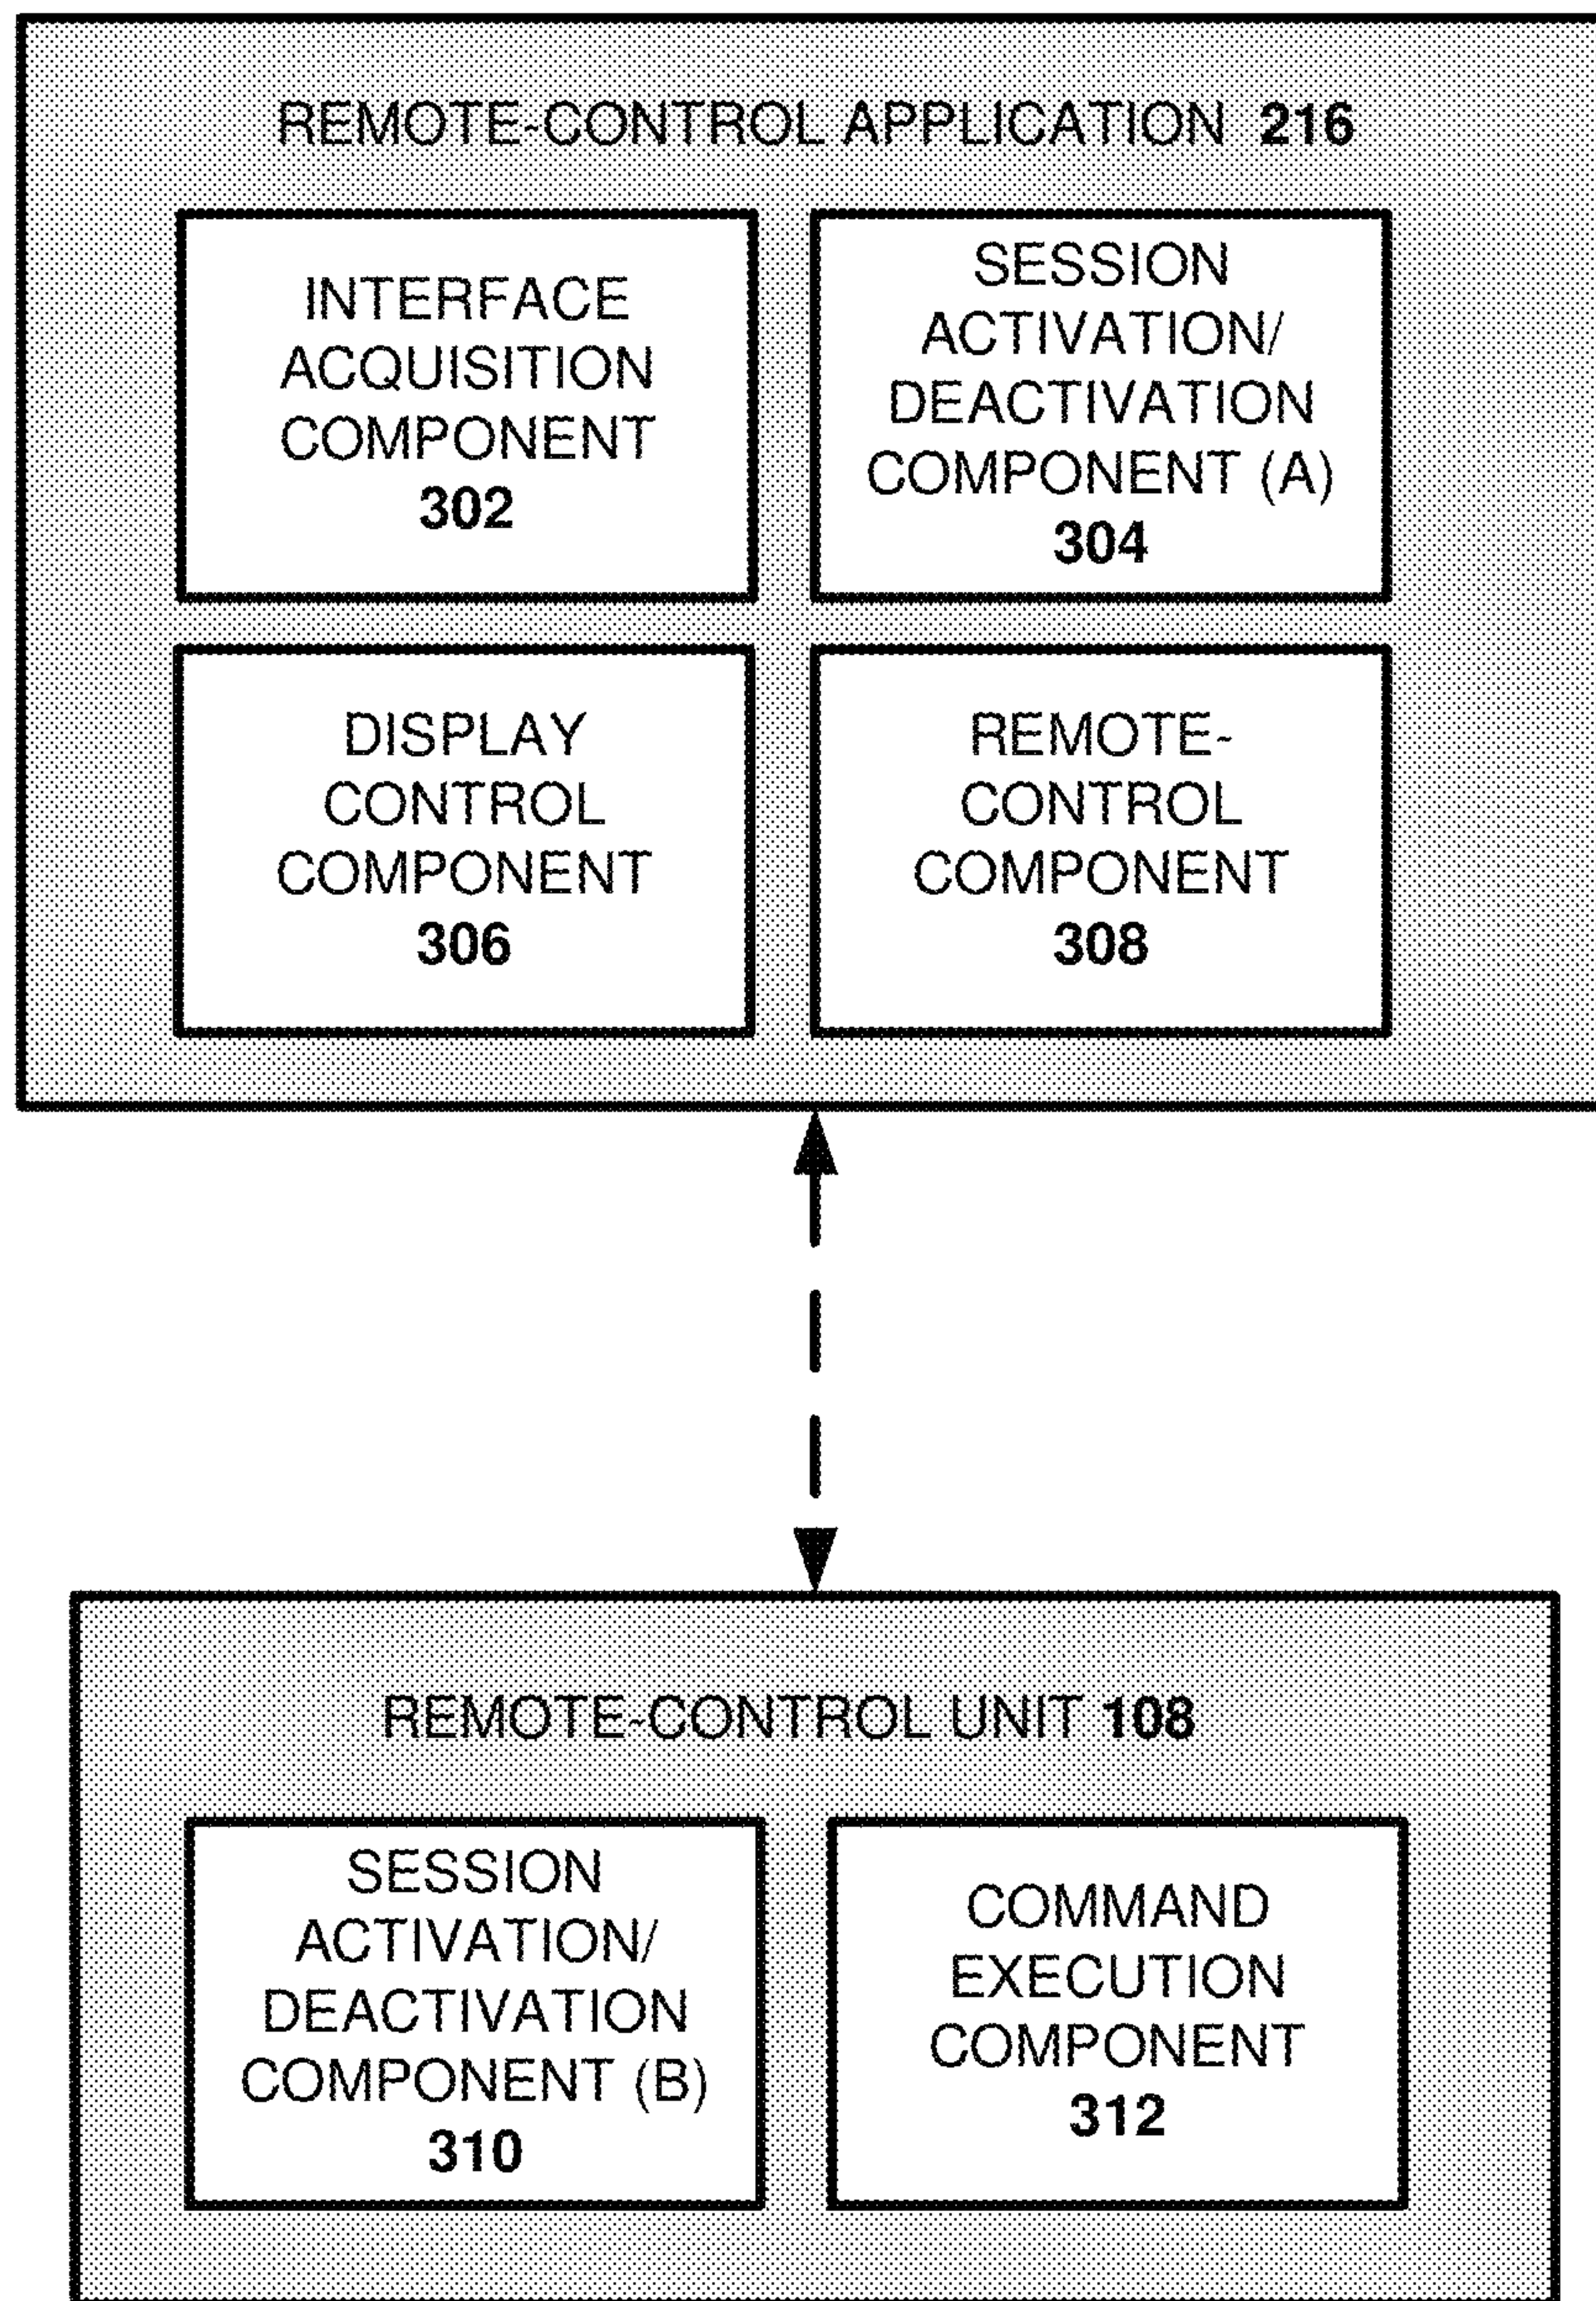 REMOTE-CONTROL APPLICATION 216
INTERFACE
ACQUISITION
COMPONENT
302
SESSION
ACTIVATION/
DEACTIVATION
COMPONENT (A)
304
DISPLAY
CONTROL
COMPONENT
306
REMOTE-
CONTROL
COMPONENT
308
REMOTE-CONTROL UNIT 108
SESSION
ACTIVATION/
DEACTIVATION
COMPONENT (B)
310
COMMAND
EXECUTION
COMPONENT
312